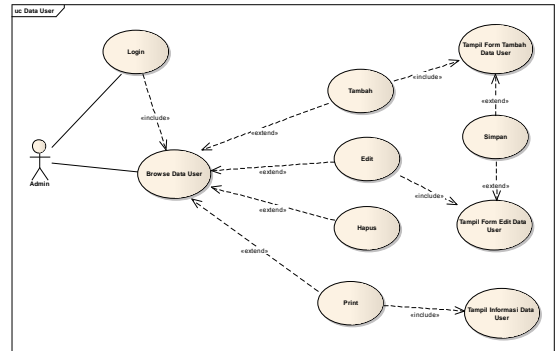 uc Data User
Login
Tampil Form Tambah
Data User
Tambah
«include»
«include»
«extend»
«extend»
Simpan
Admin
Browse Data User
Edit
«extend»
«extend»
«include»
«extend»
Hapus
Tampil Form Edit Data
User
«extend»
Print
«include»
Tampil Informasi Data
User